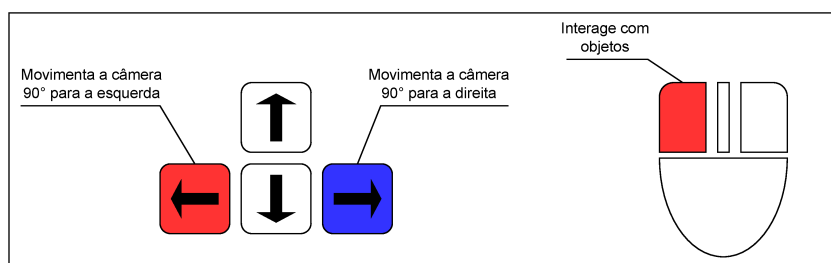 Movimenta a câmera
90° para a esquerda
Movimenta a câmera
90° para a direita
Interage com
objetos